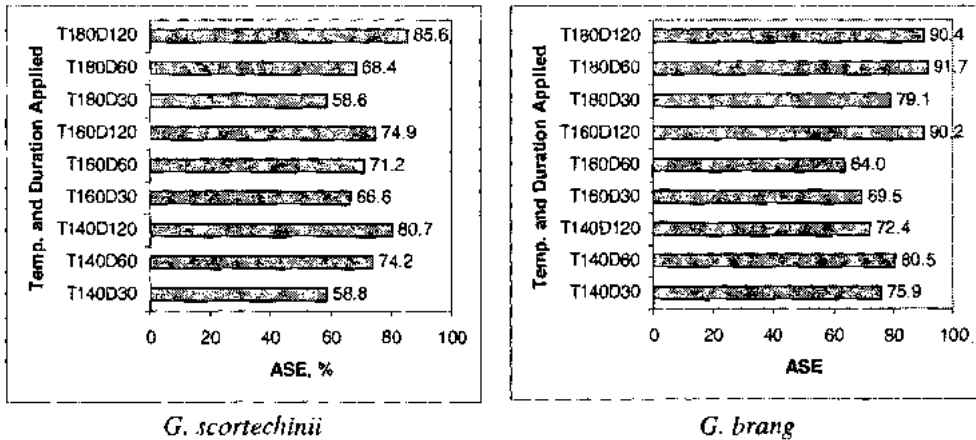 Temp. and Duration Applied
T180D120
85.6
T180D60
68.4
T180D30
58.6
T160D120
74.9
T160D60
71.2
T160D30
66.6
T140D120
80.7
T140D60
74.2
T140D30
58.8
0 20 40 60 80 100
ASE, %
G. scortechinii
Temp. and Duration Applied
T180D120
90.4
T180D60
91.7
T180D30
79.1
T160D120
90.2
T160D60
64.0
T160D30
69.5
T140D120
72.4
T140D60
80.5
T140D30
75.9
0 20 40 60 80 100
ASE
G. brang